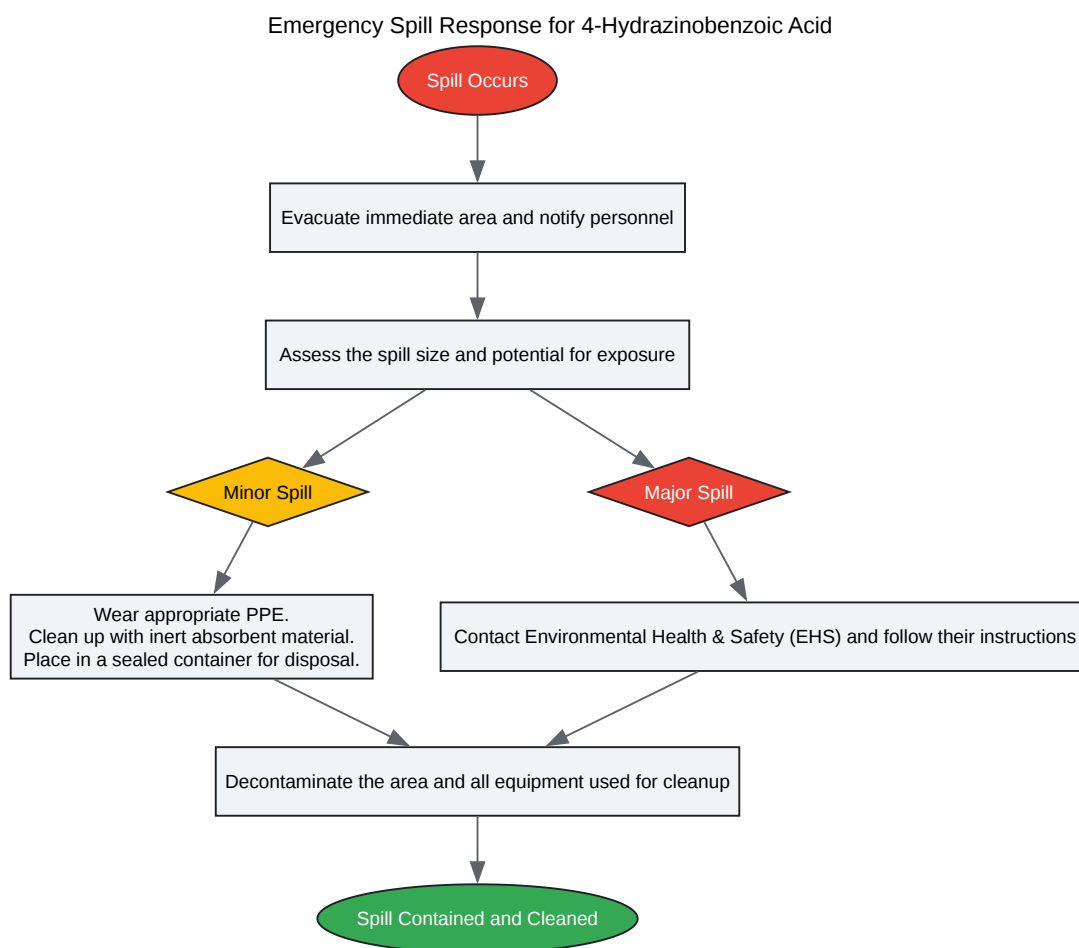 Emergency Spill Response for 4-Hydrazinobenzoic Acid
Spill Occurs
Evacuate immediate area and notify personnel
Assess the spill size and potential for exposure
Minor Spill
Major Spill
Wear appropriate PPE.
Clean up with inert absorbent material.
Place in a sealed container for disposal.
Contact Environmental Health & Safety (EHS) and follow their instructions
Decontaminate the area and all equipment used for cleanup
Spill Contained and Cleaned